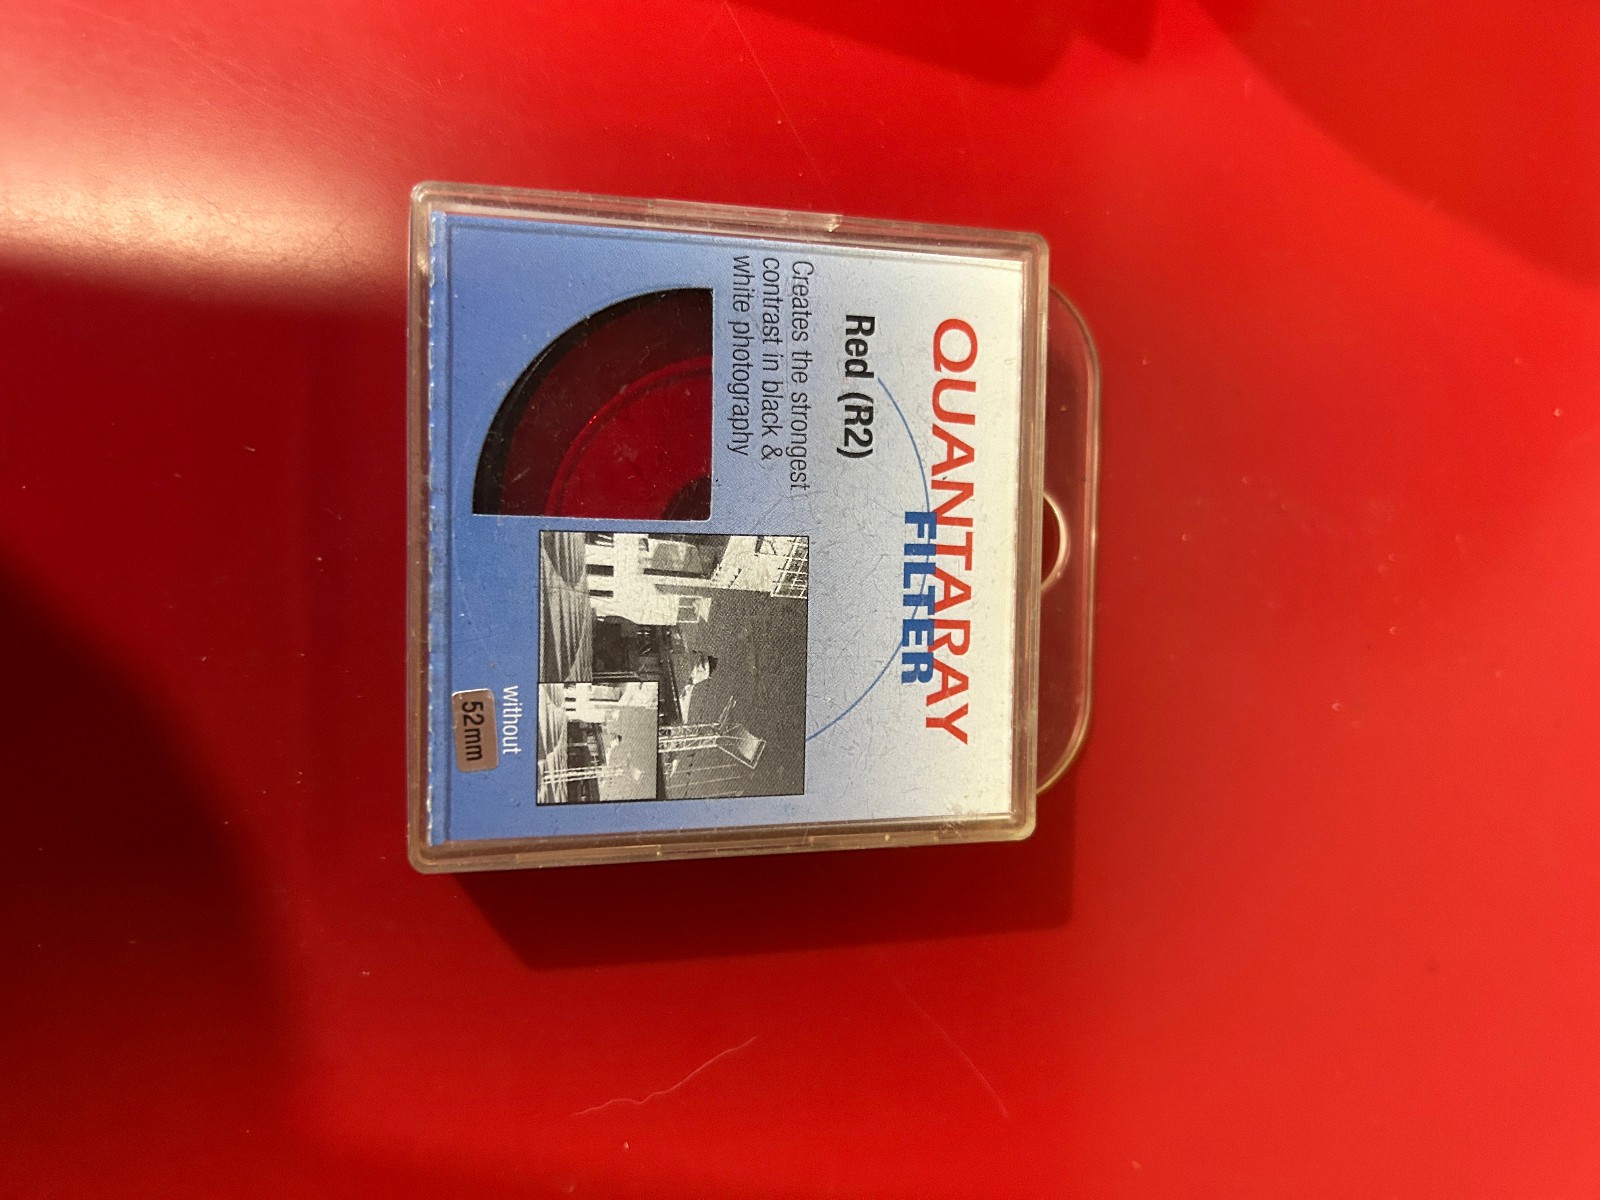 QUANTARAY
FILTER
Red (R2)
Creates the strongest
contrast in black &
white photography
without
52mm